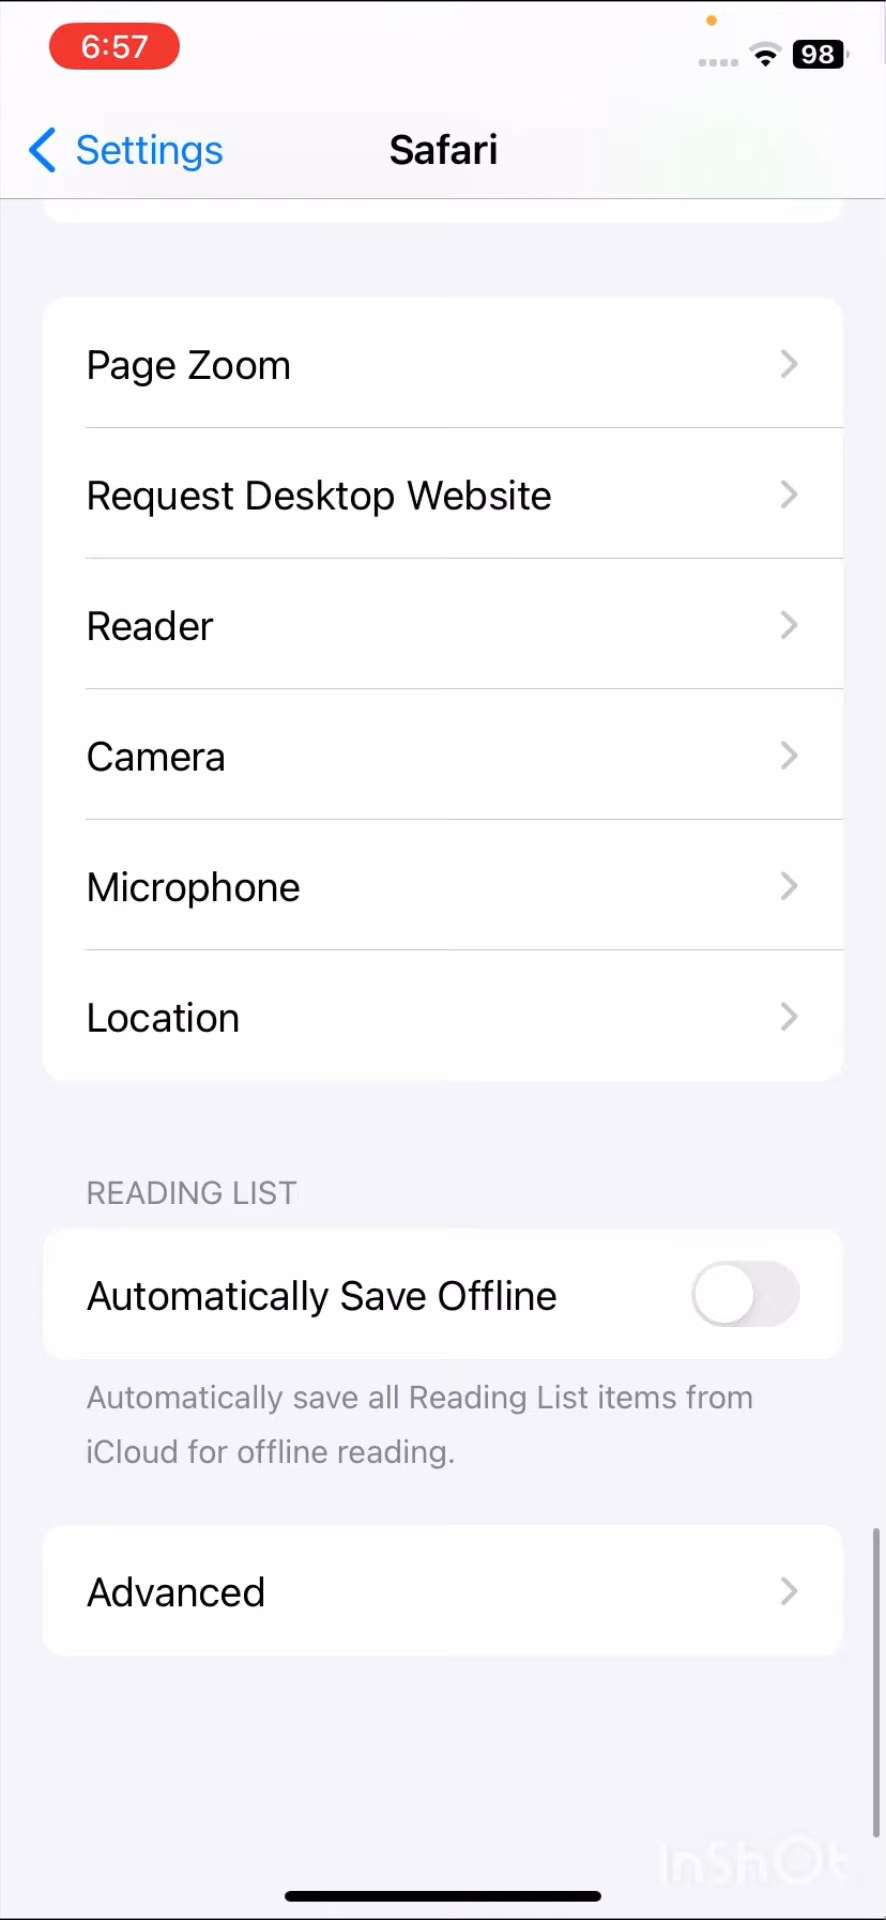 6:57
98
Settings
Safari
Page Zoom
Request Desktop Website
Reader
Camera
Microphone
Location
READING LIST
Automatically Save Offline
Automatically save all Reading List items from
iCloud for offline reading.
Advanced
InShOt